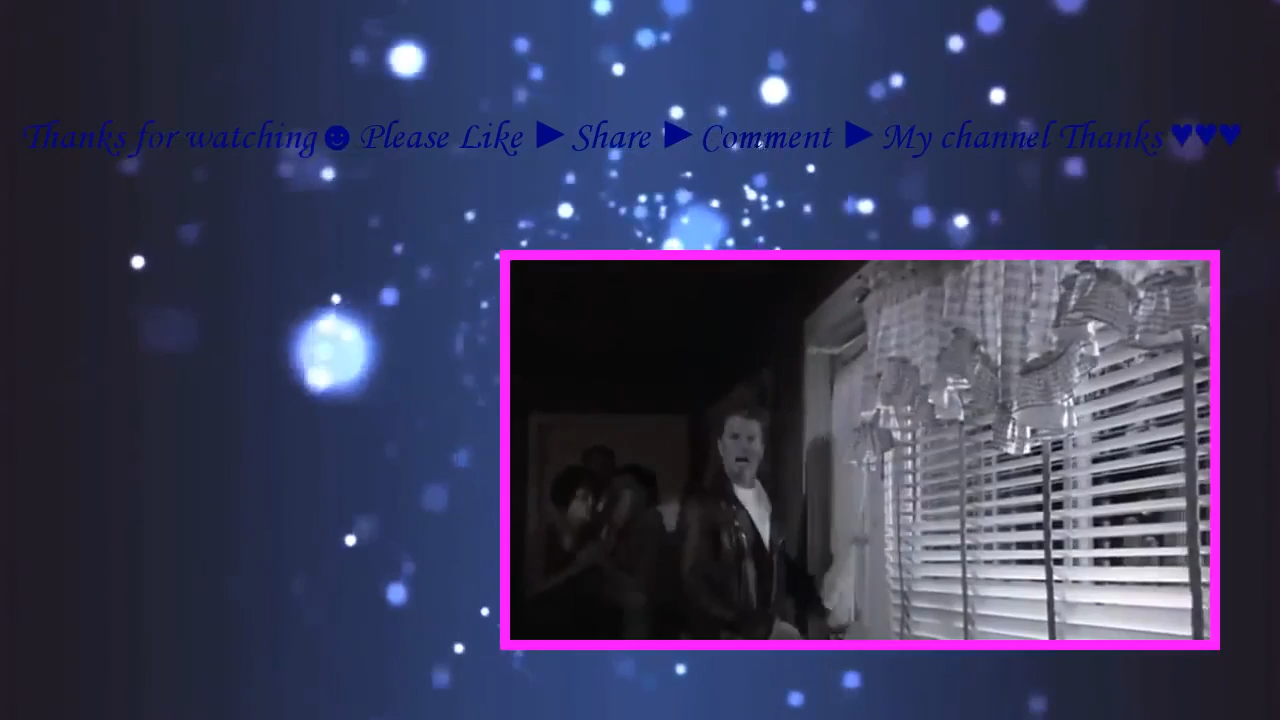 Thanks for watching☻Please Like ► Share ► Comment ► My channel Thanks ♥♥♥